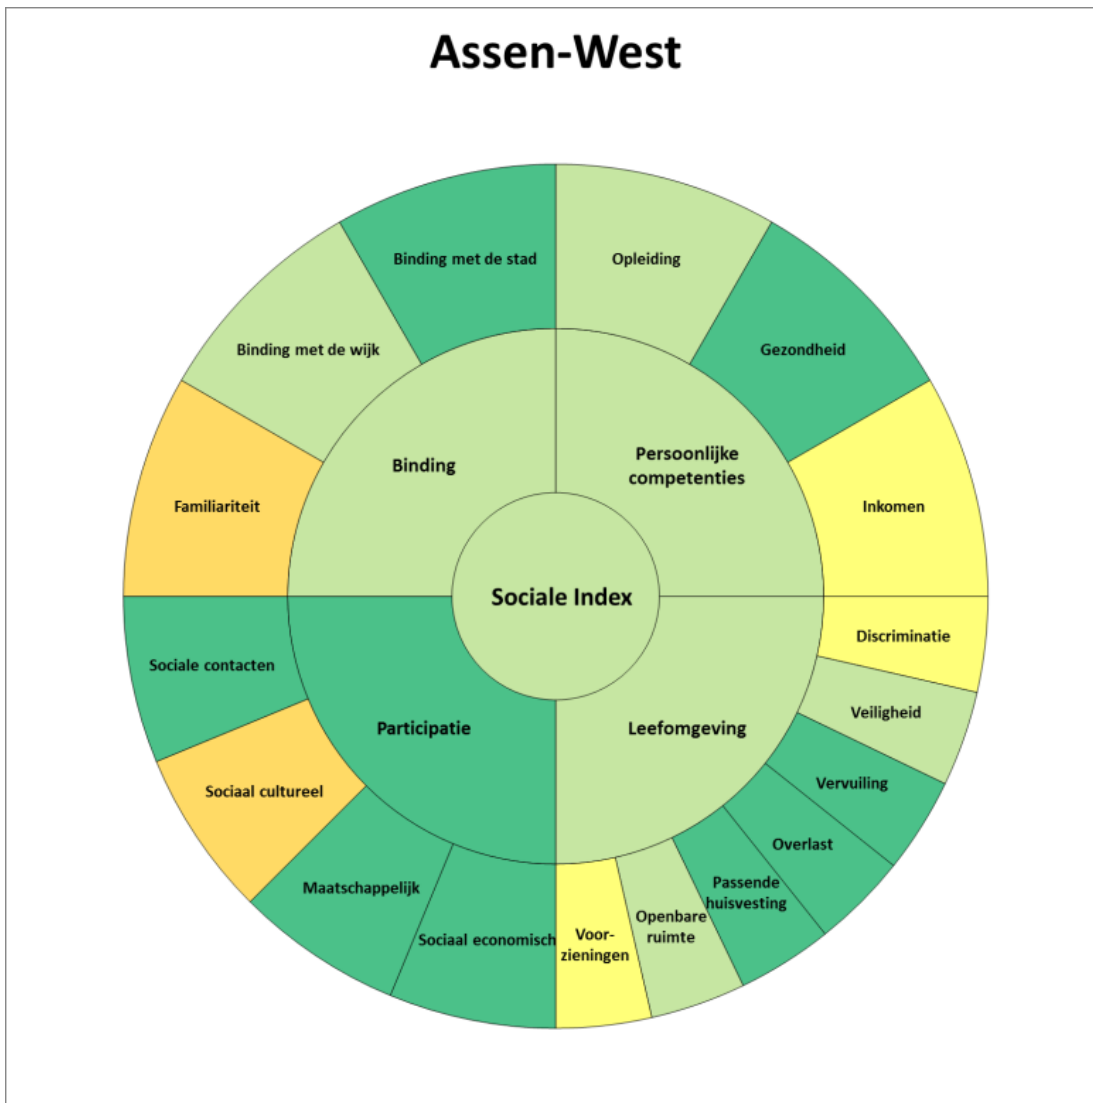 Assen-West
Binding met de stad
Opleiding
Binding met de wijk
Gezondheid
Binding
Persoonlijke
competenties
Familiariteit
Inkomen
Sociale Index
Discriminatie
Sociale contacten
Veiligheid
Participatie
Leefomgeving
Vervuiling
Sociaal cultureel
Overlast
Maatschappelijk
Passende
huisvesting
Openbare
ruimte
Sociaal economisch
Voor-
zieningen